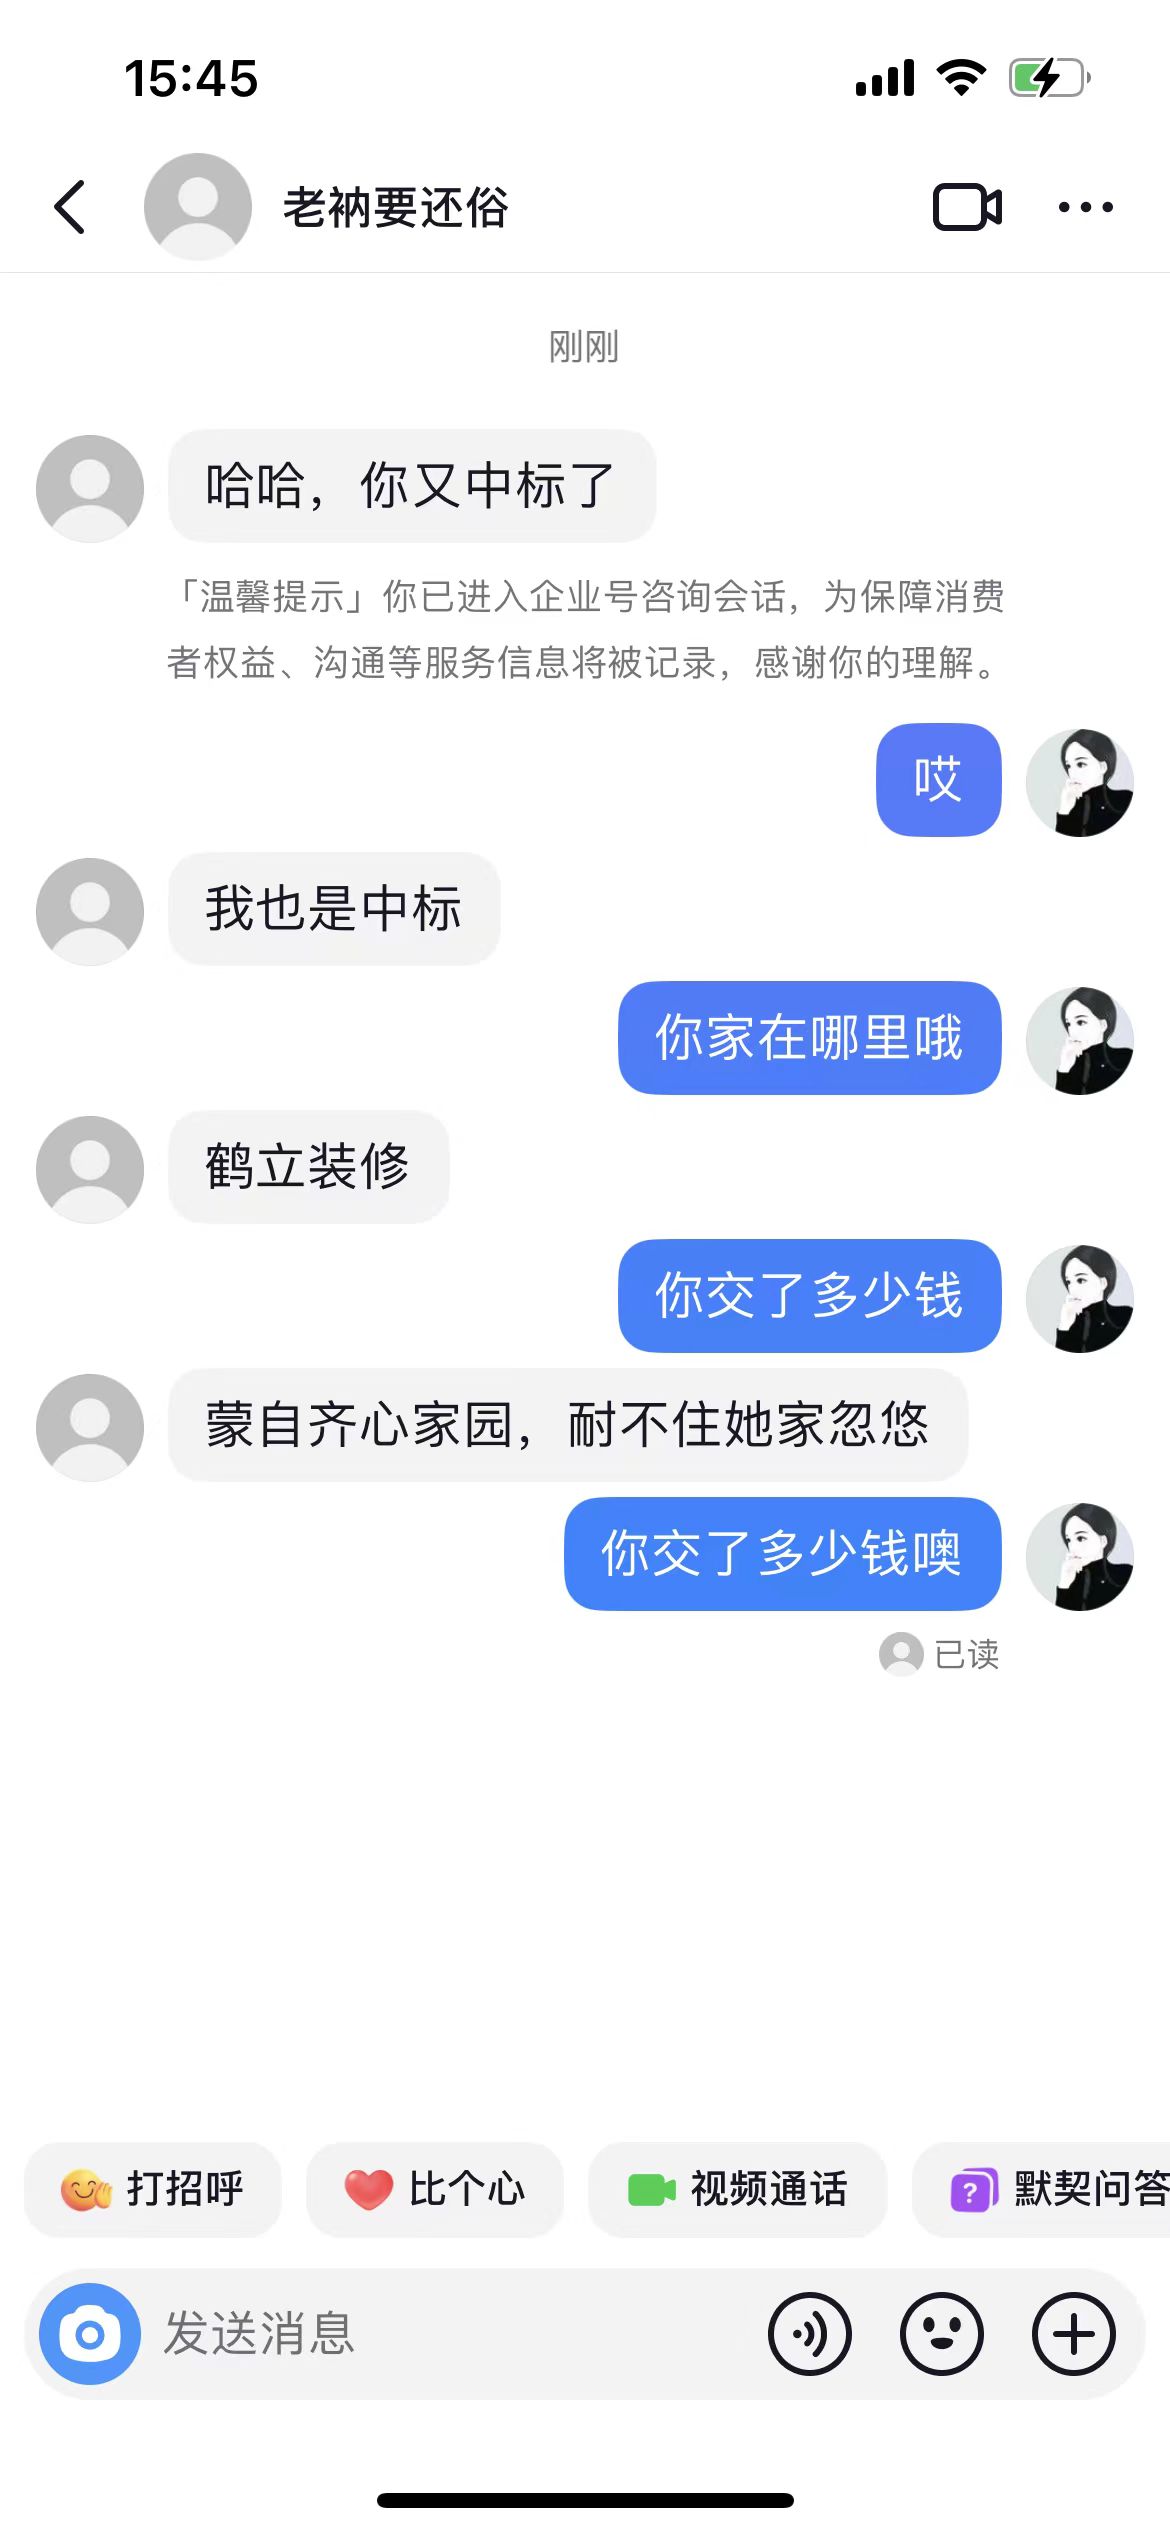 15:45
老衲要还俗
刚刚
哈哈，你又中标了
「温馨提示」你已进入企业号咨询会话，为保障消费
者权益、沟通等服务信息将被记录，感谢你的理解。
哎
我也是中标
你家在哪里哦
鹤立装修
你交了多少钱
蒙自齐心家园，耐不住她家忽悠
你交了多少钱噢
已读
打招呼
比个心
视频通话
默契问答
发送消息